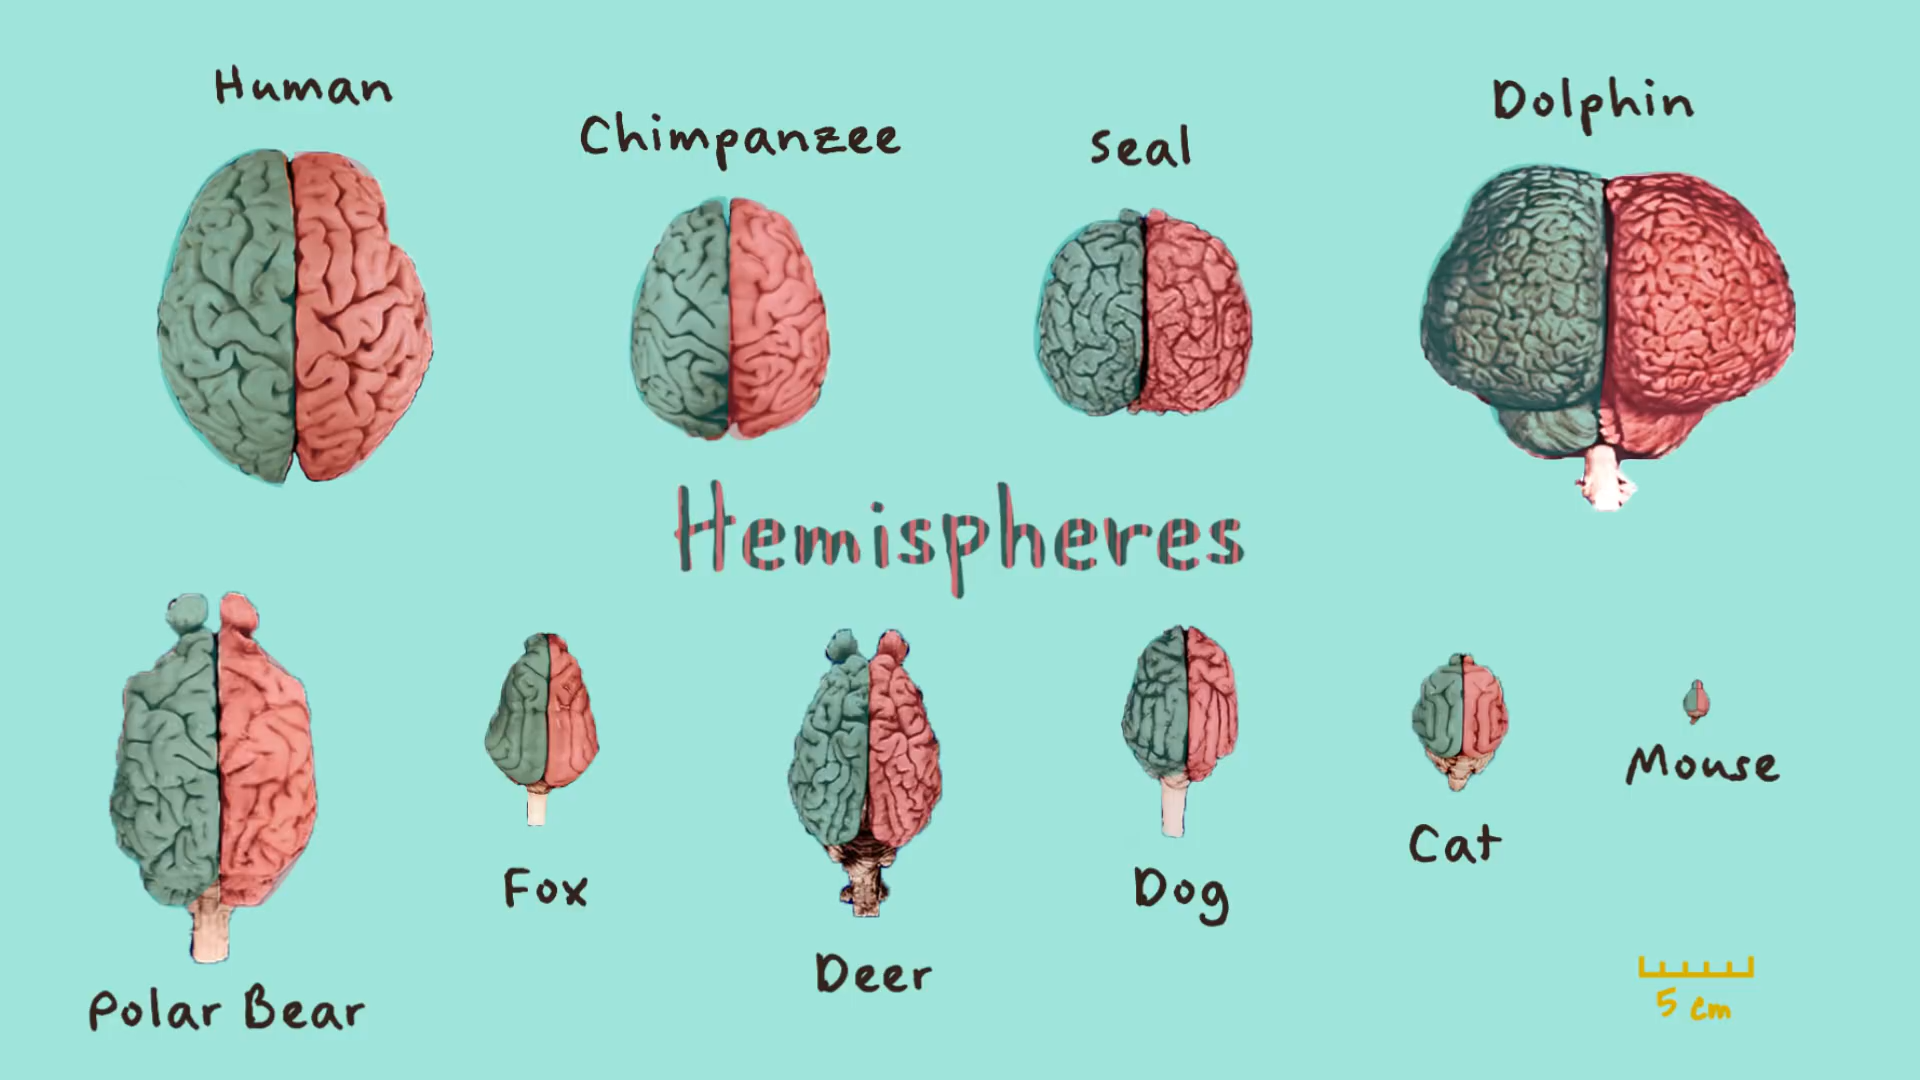 Human
Chimpanzee
Seal
Dolphin
Hemispheres
Polar Bear
Fox
Deer
Dog
Cat
Mouse
5 cm